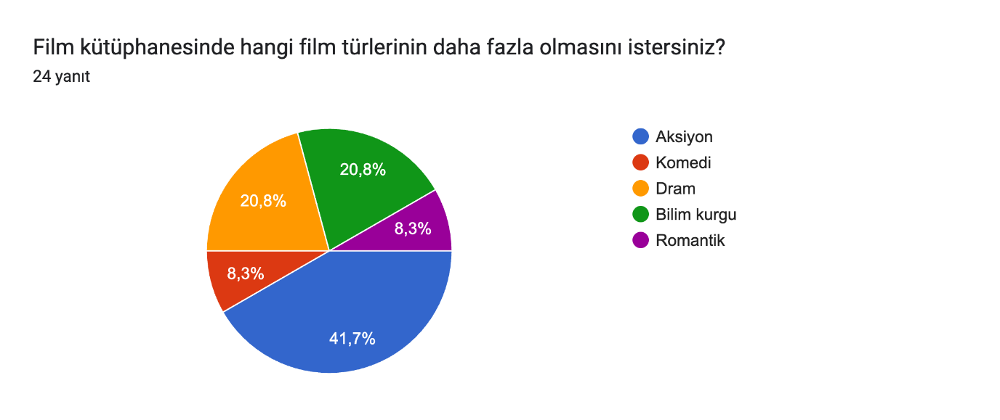 Film kütüphanesinde hangi film türlerinin daha fazla olmasını istersiniz?
24 yanıt
20,8%
20,8%
8,3%
8,3%
41,7%
Aksiyon
Komedi
Dram
Bilim kurgu
Romantik